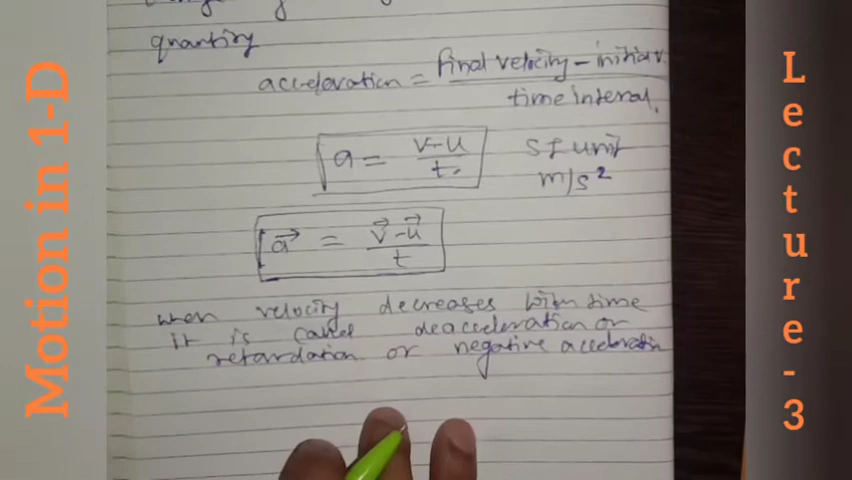 Motion in 1-D
quantity
acceleration = final velocity - initial v.
time interval.
a = v-u
t
SI unit
m/s²
a⃗ = v⃗-u⃗
t
when velocity decreases with time
it is called deacceleration or
retardation or negative acceleration
Lecture-3